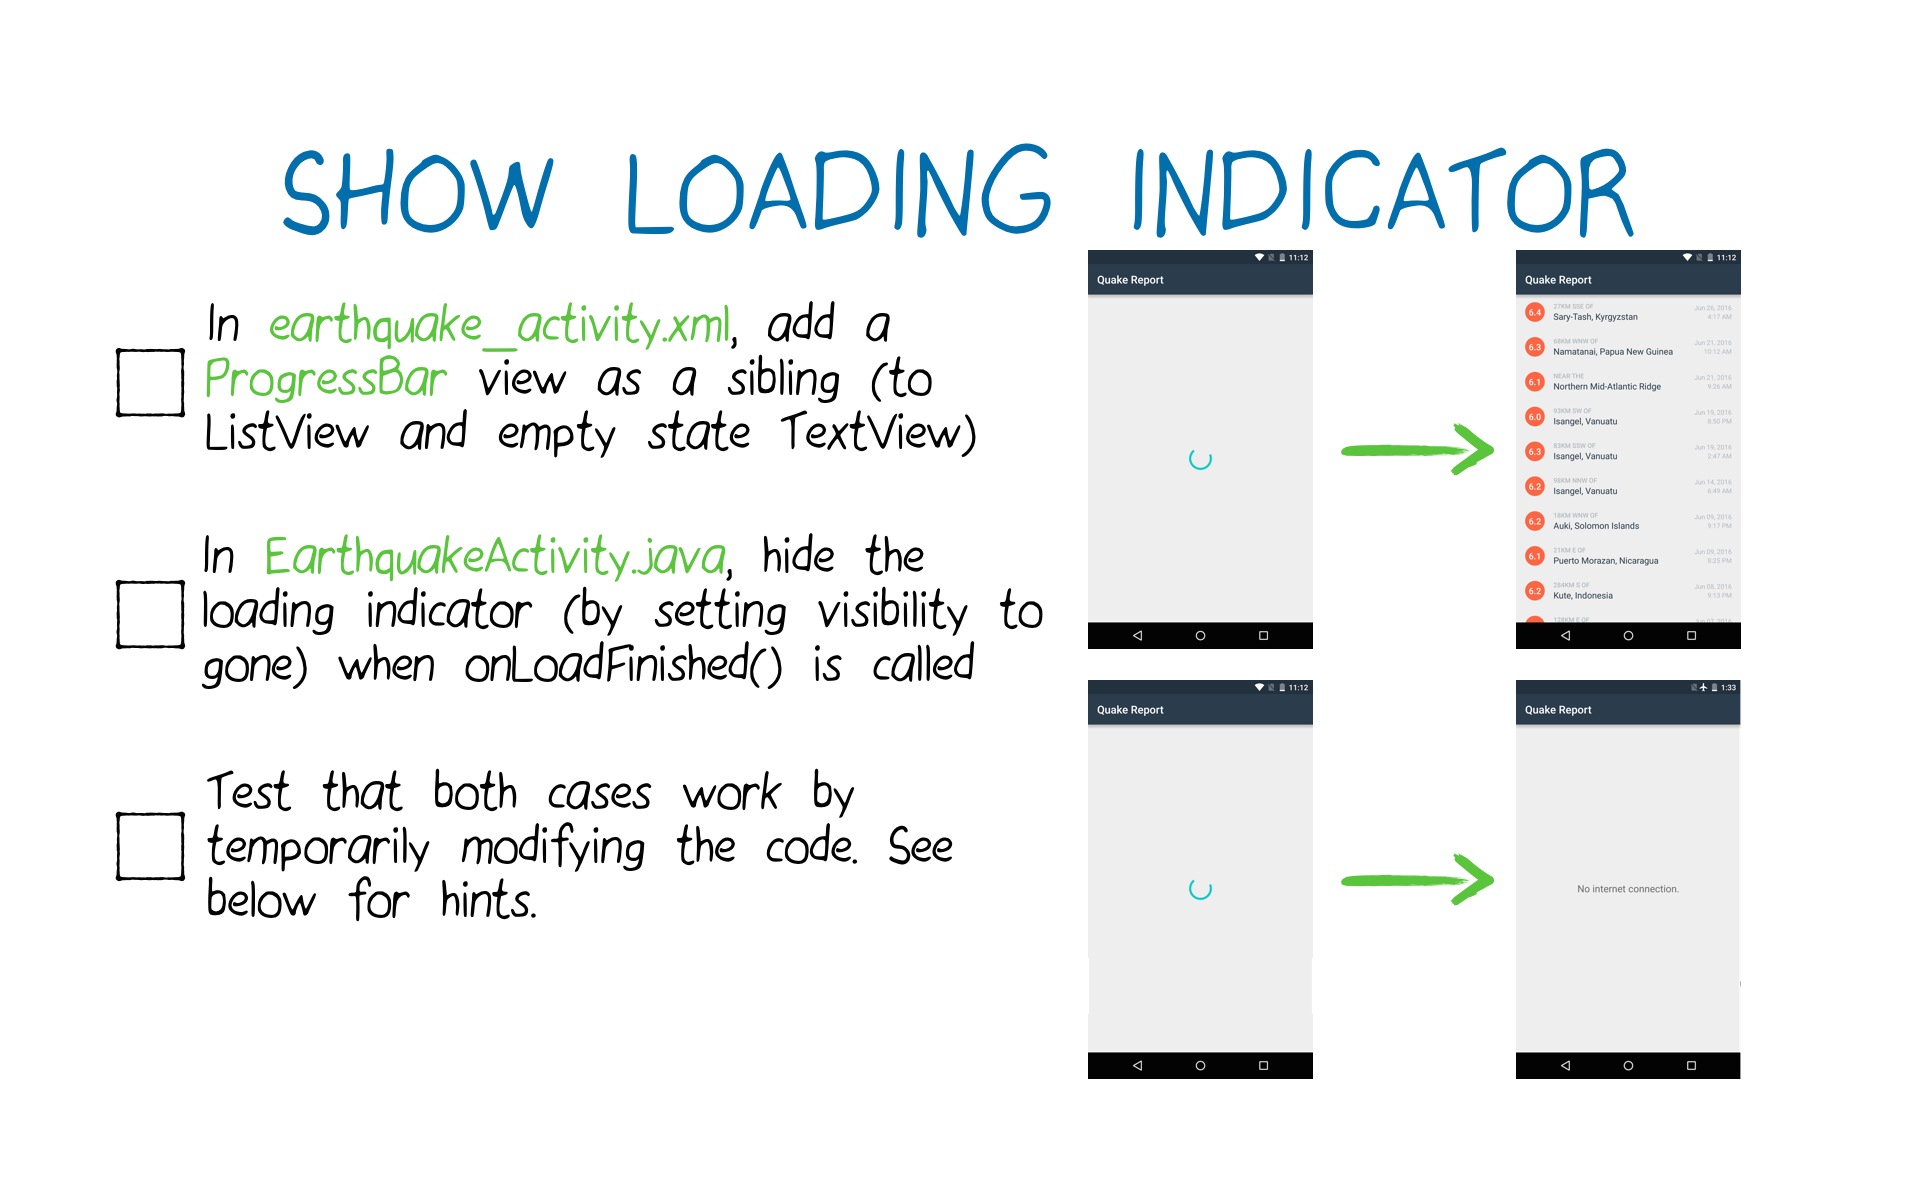 SHOW LOADING INDICATOR
In earthquake_activity.xml, add a
ProgressBar view as a sibling (to
ListView and empty state TextView)
In EarthquakeActivity.java, hide the
loading indicator (by setting visibility to
gone) when onLoadFinished() is called
Test that both cases work by
temporarily modifying the code. See
below for hints.
11:12
Quake Report
11:12
Quake Report
6.4
27KM SSE OF
Sary-Tash, Kyrgyzstan
Jun 26, 2016
4:17 AM
6.3
68KM WNW OF
Namatanai, Papua New Guinea
Jun 21, 2016
10:12 AM
6.1
NEAR THE
Northern Mid-Atlantic Ridge
Jun 21, 2016
9:26 AM
6.0
93KM SW OF
Isangel, Vanuatu
Jun 19, 2016
8:50 PM
6.3
83KM SSW OF
Isangel, Vanuatu
Jun 19, 2016
2:47 AM
6.2
98KM NNW OF
Isangel, Vanuatu
Jun 14, 2016
6:49 AM
6.2
18KM WNW OF
Auki, Solomon Islands
Jun 09, 2016
9:17 PM
6.1
21KM E OF
Puerto Morazan, Nicaragua
Jun 09, 2016
8:25 PM
6.2
284KM S OF
Kute, Indonesia
Jun 08, 2016
9:13 PM
128KM E OF
11:12
Quake Report
1:33
Quake Report
No internet connection.